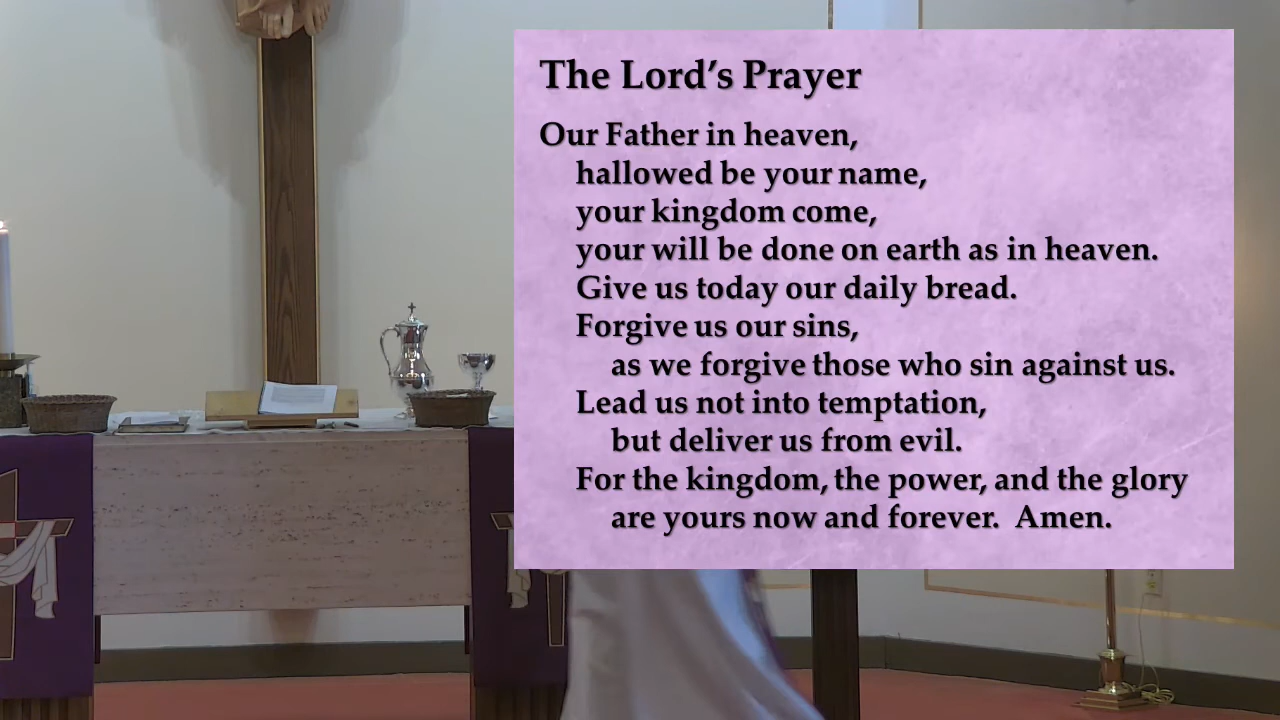 The Lord's Prayer
Our Father in heaven,
hallowed be your name,
your kingdom come,
your will be done on earth as in heaven.
Give us today our daily bread.
Forgive us our sins,
as we forgive those who sin against us.
Lead us not into temptation,
but deliver us from evil.
For the kingdom, the power, and the glory
are yours now and forever.  Amen.